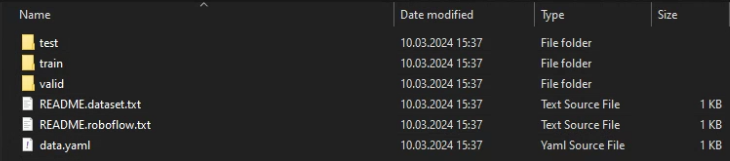 Name Date modified Type Size
test 10.03.2024 15:37 File folder
train 10.03.2024 15:37 File folder
valid 10.03.2024 15:37 File folder
README.dataset.txt 10.03.2024 15:37 Text Source File 1 KB
README.roboflow.txt 10.03.2024 15:37 Text Source File 1 KB
data.yaml 10.03.2024 15:37 Yaml Source File 1 KB